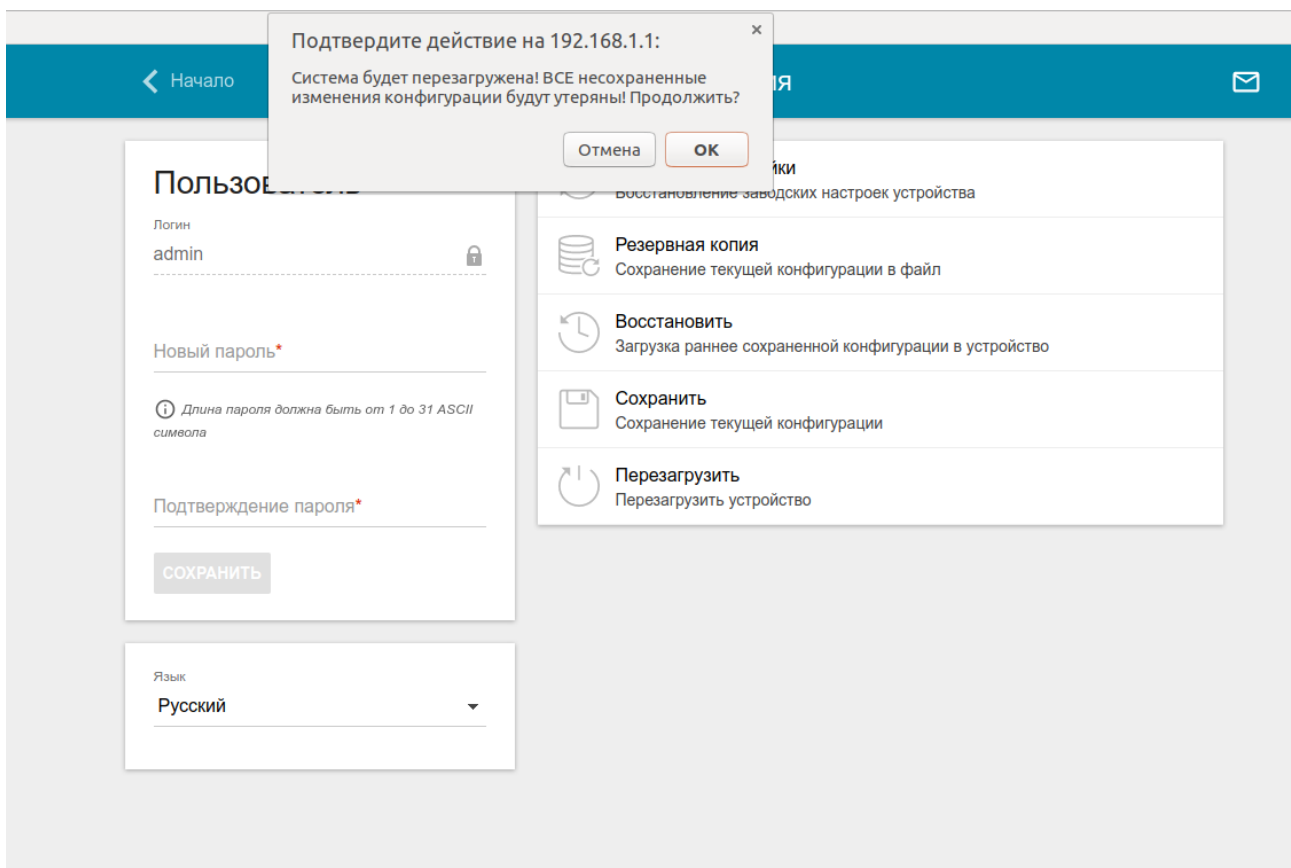 Подтвердите действие на 192.168.1.1:
Система будет перезагружена! ВСЕ несохраненные
изменения конфигурации будут утеряны! Продолжить?
Отмена
OK
Начало
Логин
admin
Новый пароль*
Длина пароля должна быть от 1 до 31 ASCII
символа
Подтверждение пароля*
СОХРАНИТЬ
Язык
Русский
Восстановление заводских настроек устройства
Резервная копия
Сохранение текущей конфигурации в файл
Восстановить
Загрузка раннее сохраненной конфигурации в устройство
Сохранить
Сохранение текущей конфигурации
Перезагрузить
Перезагрузить устройство